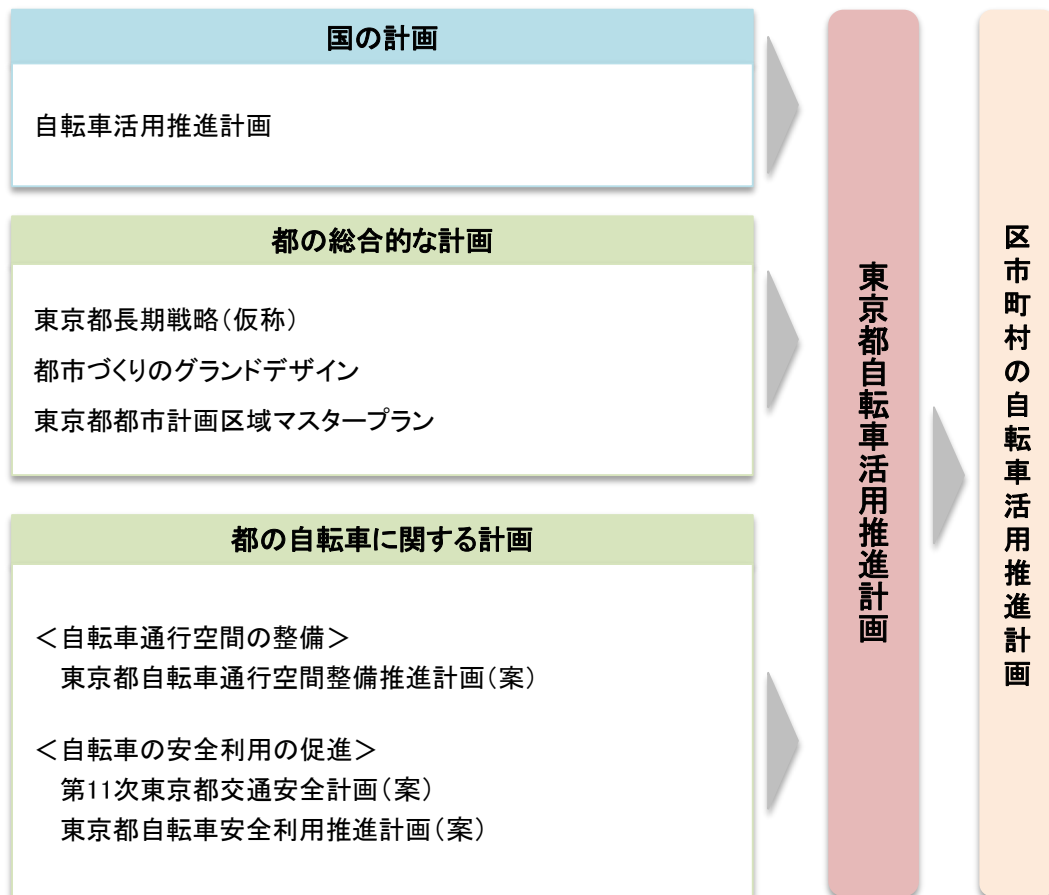 国の計画
自転車活用推進計画
都の総合的な計画
東京都長期戦略(仮称)
都市づくりのグランドデザイン
東京都都市計画区域マスタープラン
都の自転車に関する計画
＜自転車通行空間の整備＞
東京都自転車通行空間整備推進計画(案)
＜自転車の安全利用の促進＞
第11次東京都交通安全計画(案)
東京都自転車安全利用推進計画(案)
東京都自転車活用推進計画
区市町村の自転車活用推進計画